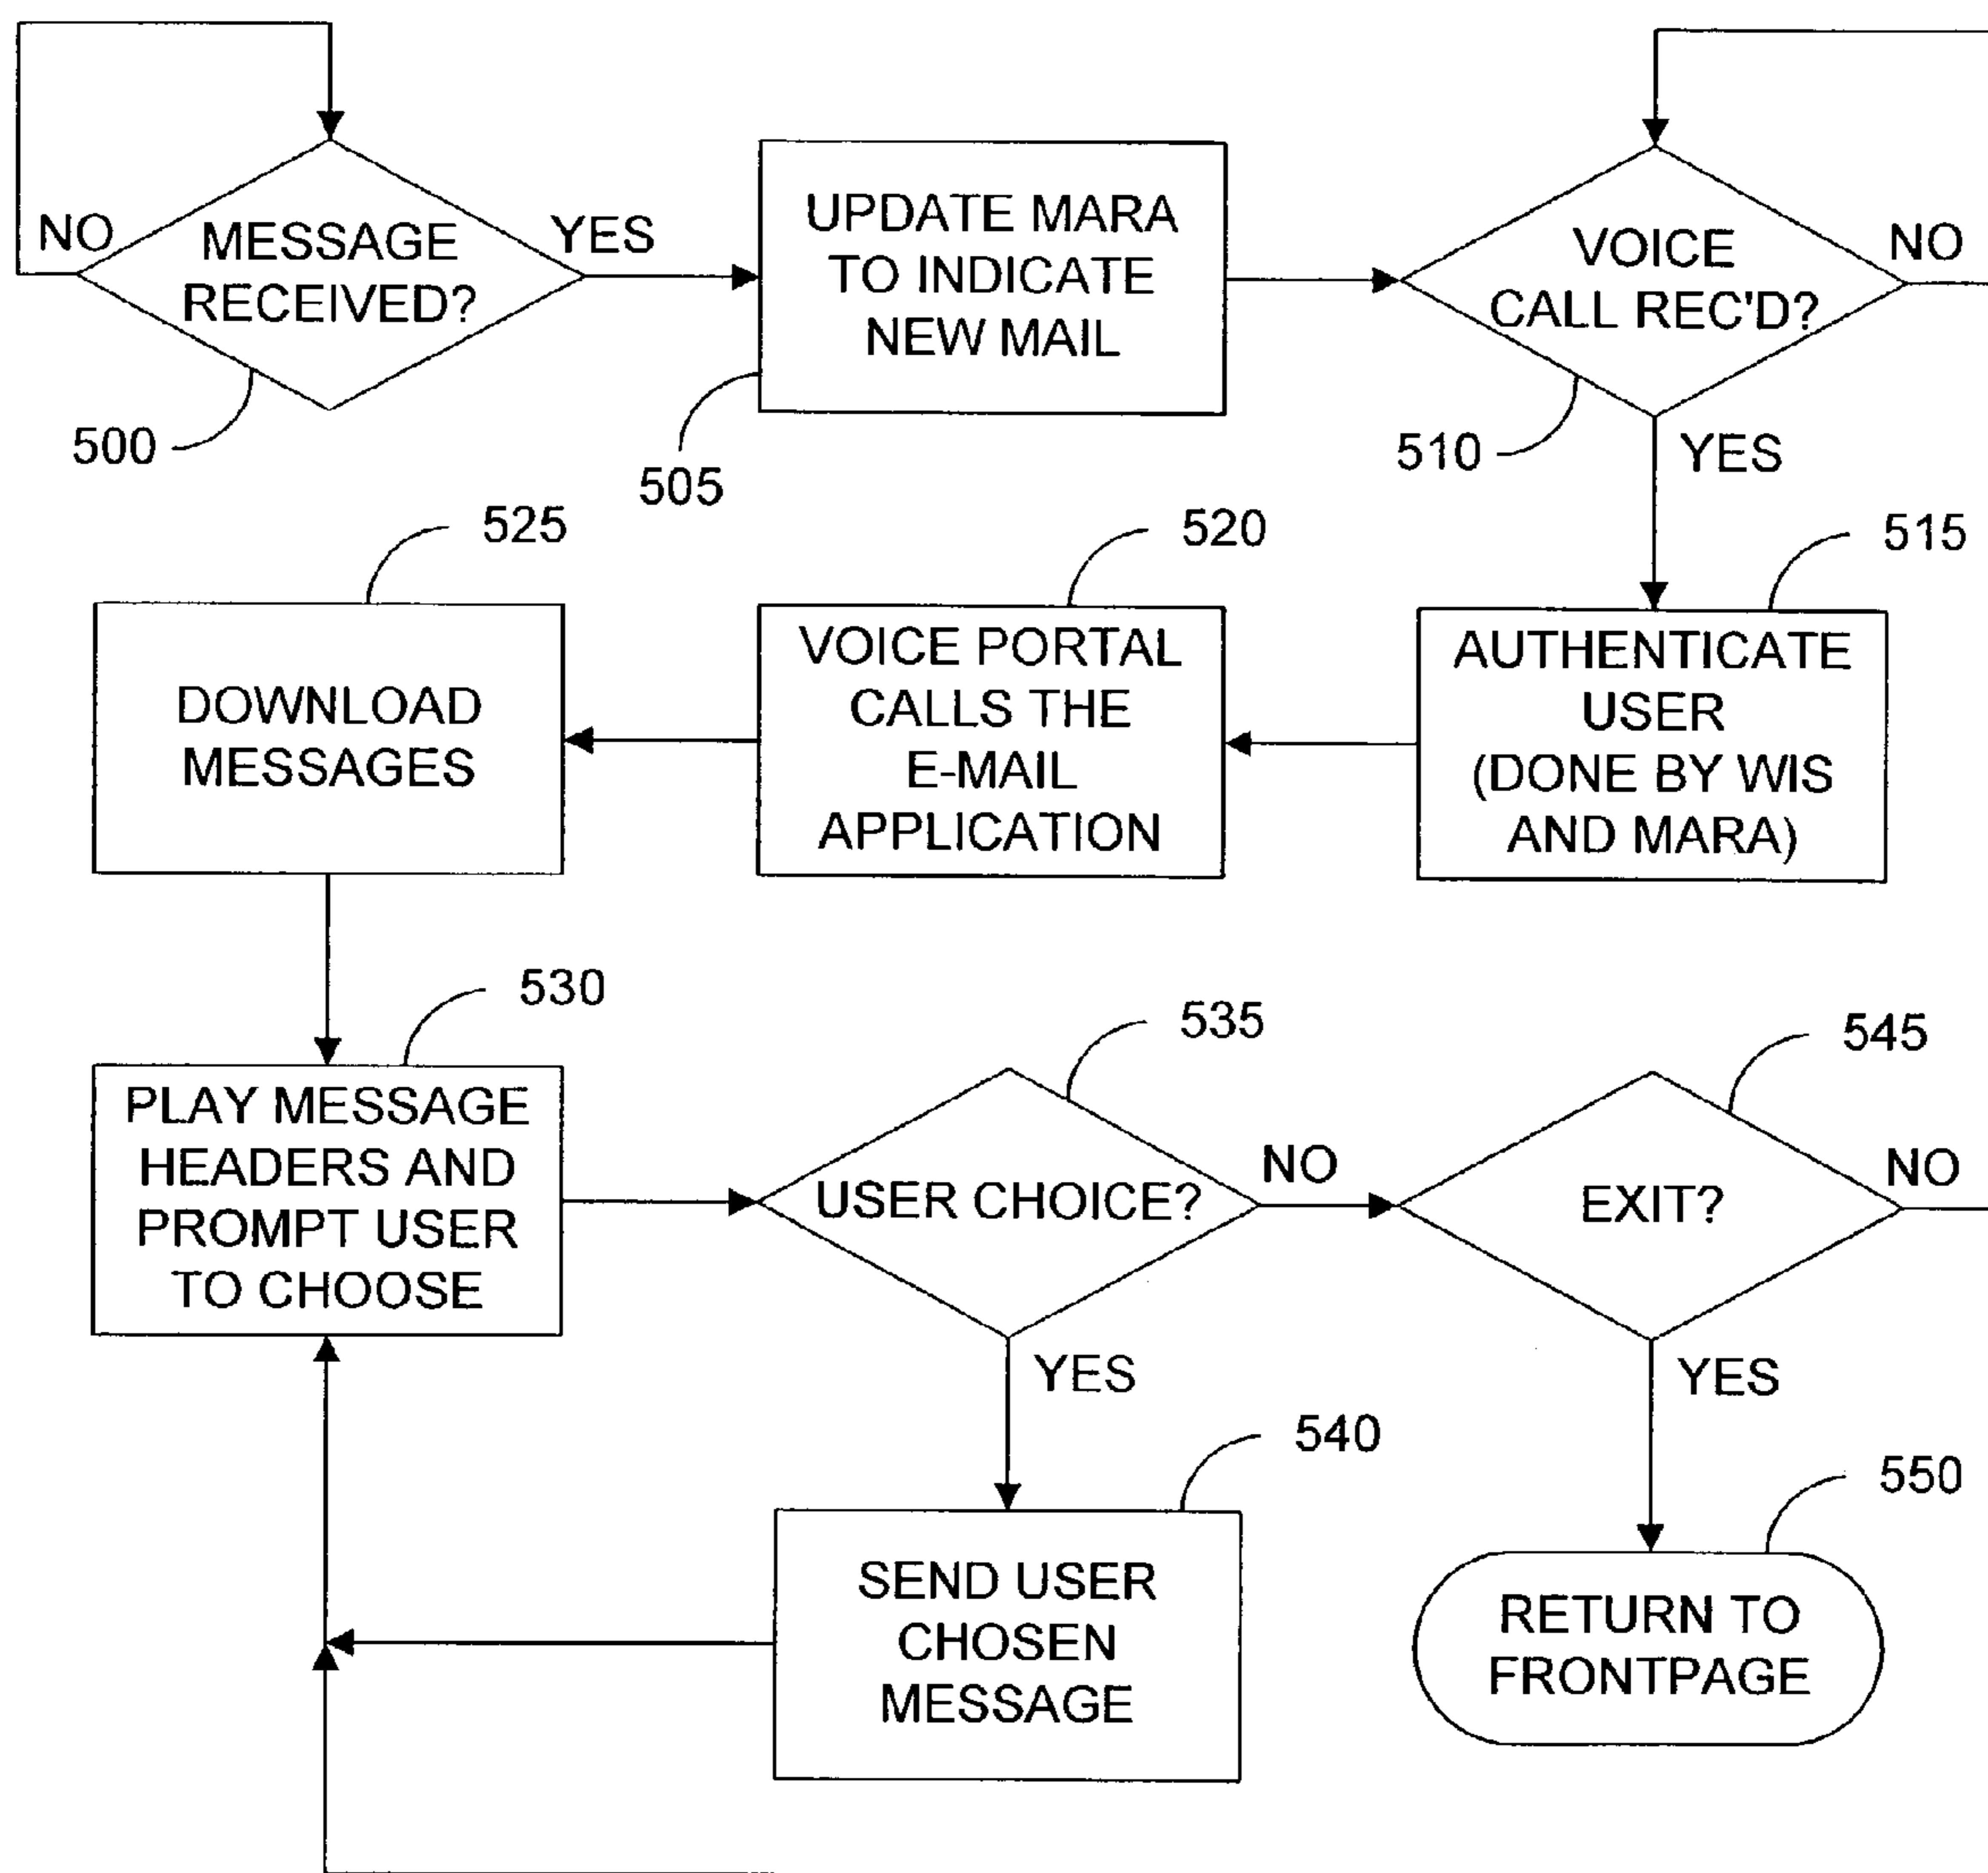 NO
MESSAGE
RECEIVED?
YES
500
UPDATE MARA
TO INDICATE
NEW MAIL
505
VOICE
CALL REC'D?
NO
510
YES
525
520
515
DOWNLOAD
MESSAGES
VOICE PORTAL
CALLS THE
E-MAIL
APPLICATION
AUTHENTICATE
USER
(DONE BY WIS
AND MARA)
530
535
545
PLAY MESSAGE
HEADERS AND
PROMPT USER
TO CHOOSE
USER CHOICE?
NO
EXIT?
NO
YES
YES
540
550
SEND USER
CHOSEN
MESSAGE
RETURN TO
FRONTPAGE